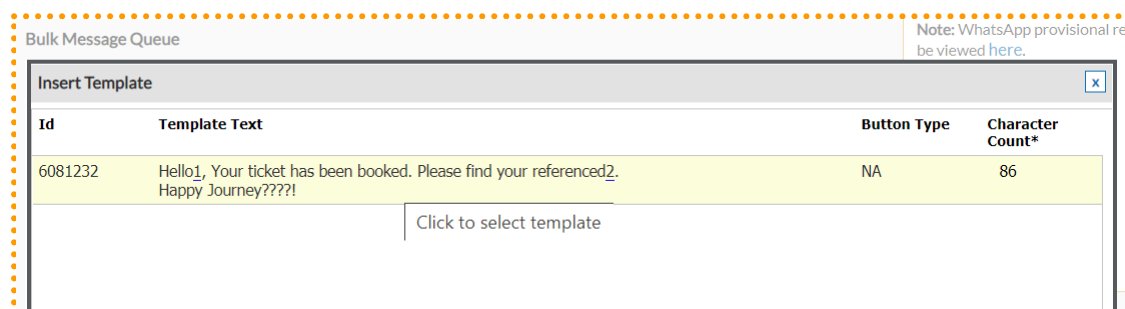 Bulk Message Queue
Note: WhatsApp provisional
be viewed here.
Insert Template
x
Id Template Text Button Type Character
Count*
6081232 Hello1, Your ticket has been booked. Please find your referenced2. NA 86
Happy Journey????!
Click to select template